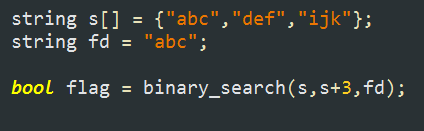 string s[] = {"abc","def","ijk"};
string fd = "abc";
bool flag = binary_search(s,s+3,fd);